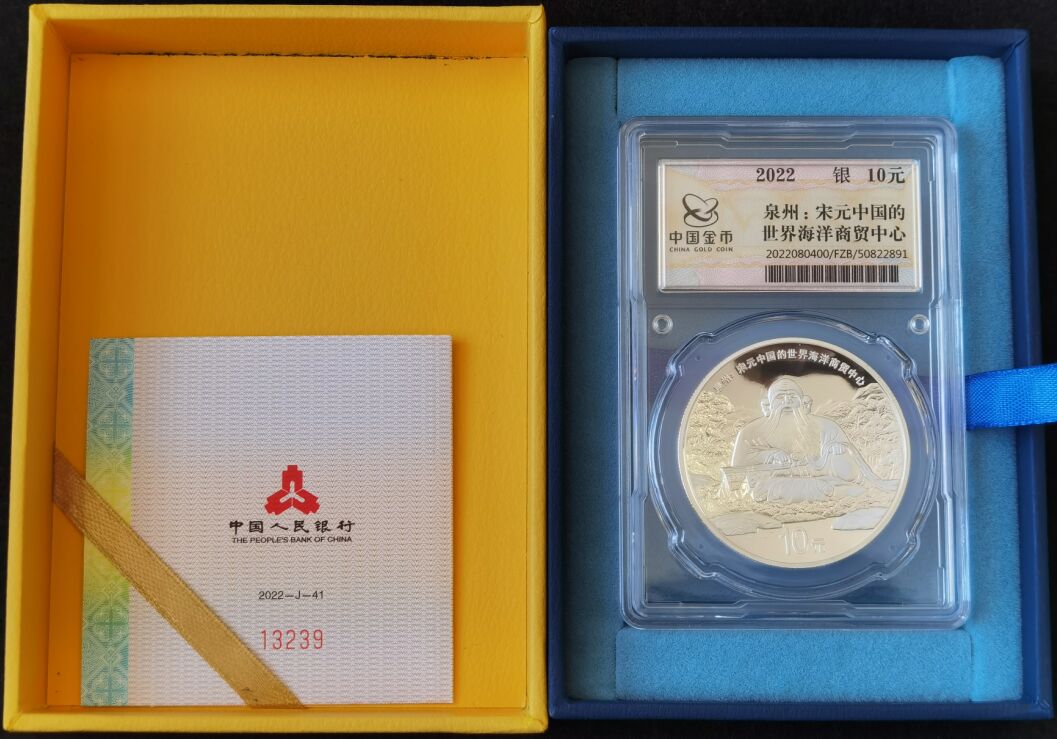 中国人民银行
THE PEOPLE'S BANK OF CHINA
2022-J-41
13239
2022 银 10元
中国金币
CHINA GOLD COIN
泉州：宋元中国的
世界海洋商贸中心
2022080400/FZB/50822891
泉州：宋元中国的世界海洋商贸中心
10元